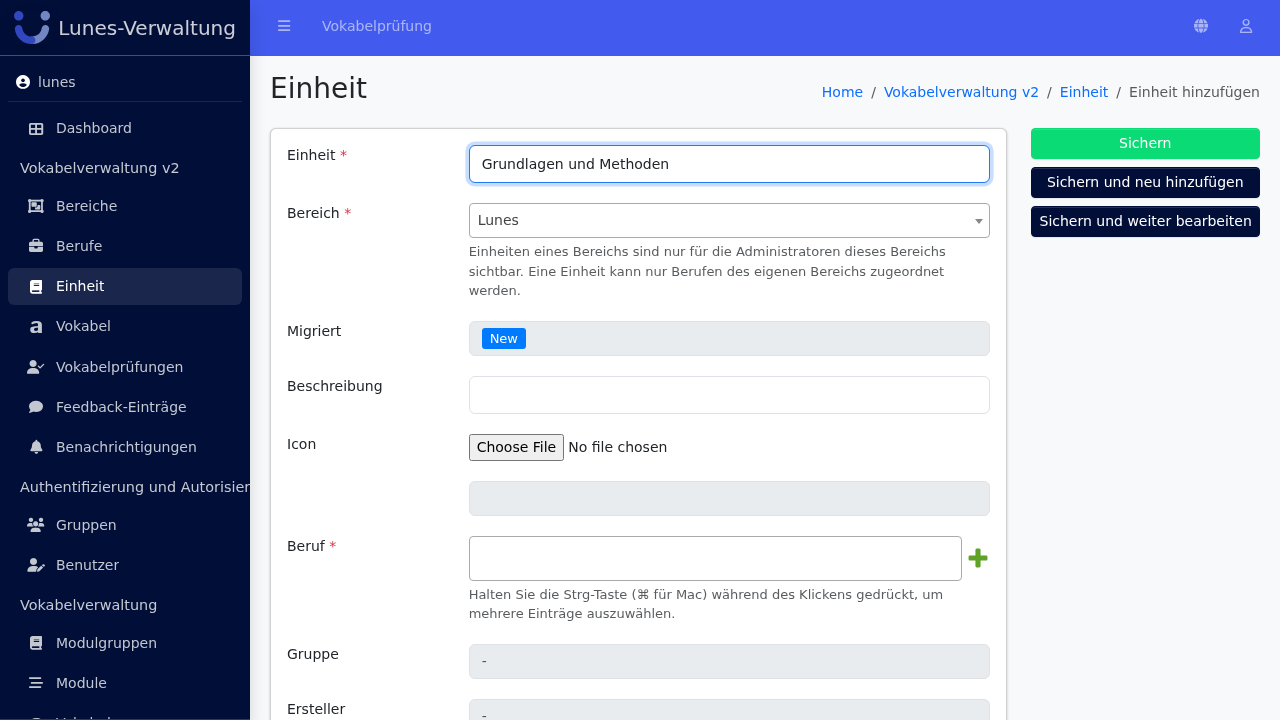 Lunes-Verwaltung
Vokabelprüfung
lunes
Dashboard
Vokabelverwaltung v2
Bereiche
Berufe
Einheit
Vokabel
Vokabelprüfungen
Feedback-Einträge
Benachrichtigungen
Authentifizierung und Autorisier
Gruppen
Benutzer
Vokabelverwaltung
Modulgruppen
Module
Einheit
Home / Vokabelverwaltung v2 / Einheit / Einheit hinzufügen
Einheit *
Grundlagen und Methoden
Bereich *
Lunes
Einheiten eines Bereichs sind nur für die Administratoren dieses Bereichs
sichtbar. Eine Einheit kann nur Berufen des eigenen Bereichs zugeordnet
werden.
Migriert
New
Beschreibung
Icon
Choose File No file chosen
Beruf *
Halten Sie die Strg-Taste (⌘ für Mac) während des Klickens gedrückt, um
mehrere Einträge auszuwählen.
Gruppe
-
Ersteller
-
Sichern
Sichern und neu hinzufügen
Sichern und weiter bearbeiten